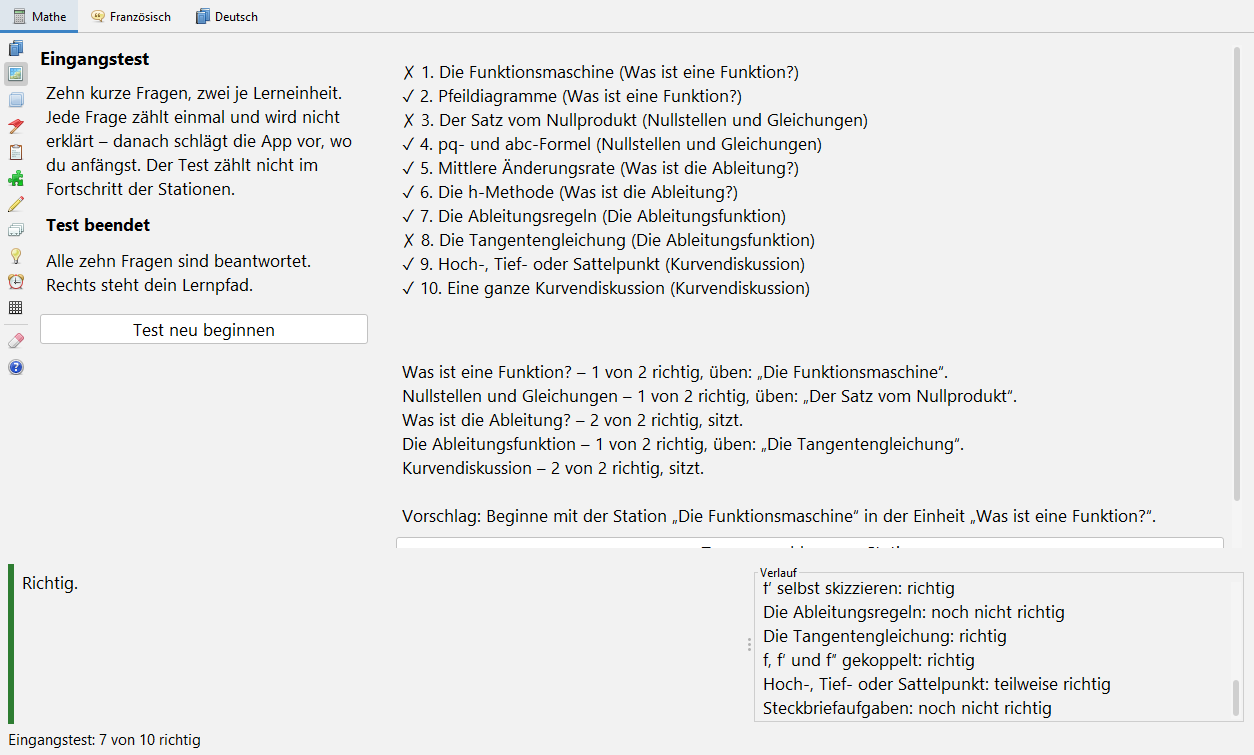 Mathe
Französisch
Deutsch
Eingangstest
Zehn kurze Fragen, zwei je Lerneinheit.
Jede Frage zählt einmal und wird nicht
erklärt – danach schlägt die App vor, wo
du anfängst. Der Test zählt nicht im
Fortschritt der Stationen.
Test beendet
Alle zehn Fragen sind beantwortet.
Rechts steht dein Lernpfad.
Test neu beginnen
✗ 1. Die Funktionsmaschine (Was ist eine Funktion?)
✓ 2. Pfeildiagramme (Was ist eine Funktion?)
✗ 3. Der Satz vom Nullprodukt (Nullstellen und Gleichungen)
✓ 4. pq- und abc-Formel (Nullstellen und Gleichungen)
✓ 5. Mittlere Änderungsrate (Was ist die Ableitung?)
✓ 6. Die h-Methode (Was ist die Ableitung?)
✓ 7. Die Ableitungsregeln (Die Ableitungsfunktion)
✗ 8. Die Tangentengleichung (Die Ableitungsfunktion)
✓ 9. Hoch-, Tief- oder Sattelpunkt (Kurvendiskussion)
✓ 10. Eine ganze Kurvendiskussion (Kurvendiskussion)
Was ist eine Funktion? – 1 von 2 richtig, üben: „Die Funktionsmaschine“.
Nullstellen und Gleichungen – 1 von 2 richtig, üben: „Der Satz vom Nullprodukt“.
Was ist die Ableitung? – 2 von 2 richtig, sitzt.
Die Ableitungsfunktion – 1 von 2 richtig, üben: „Die Tangentengleichung“.
Kurvendiskussion – 2 von 2 richtig, sitzt.
Vorschlag: Beginne mit der Station „Die Funktionsmaschine“ in der Einheit „Was ist eine Funktion?“.
Richtig.
Verlauf
f′ selbst skizzieren: richtig
Die Ableitungsregeln: noch nicht richtig
Die Tangentengleichung: richtig
f, f′ und f″ gekoppelt: richtig
Hoch-, Tief- oder Sattelpunkt: teilweise richtig
Steckbriefaufgaben: noch nicht richtig
Eingangstest: 7 von 10 richtig